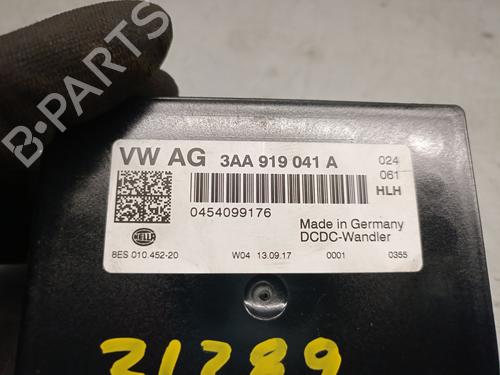 VW AG 3AA 919 041 A
024
061
HLH
0454099176
Made in Germany
DCDC-Wandler
HELLA
8ES 010.452-20 W04 13.09.17 0001 0355
21289
B-PARTS